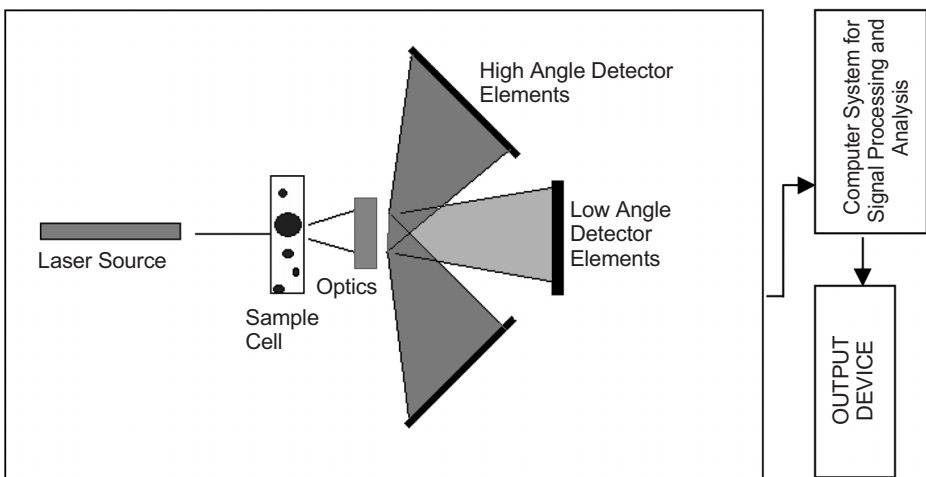 High Angle Detector
Elements
Low Angle
Detector
Elements
Laser Source
Optics
Sample
Cell
Computer System for
Signal Processing and
Analysis
OUTPUT
DEVICE